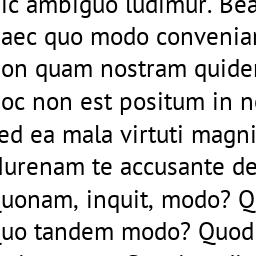 ic ambiguo ludimur. Bea
aec quo modo convenian
on quam nostram quider
oc non est positum in n
ed ea mala virtuti magni
lurenam te accusante de
uonam, inquit, modo? Q
uo tandem modo? Quod